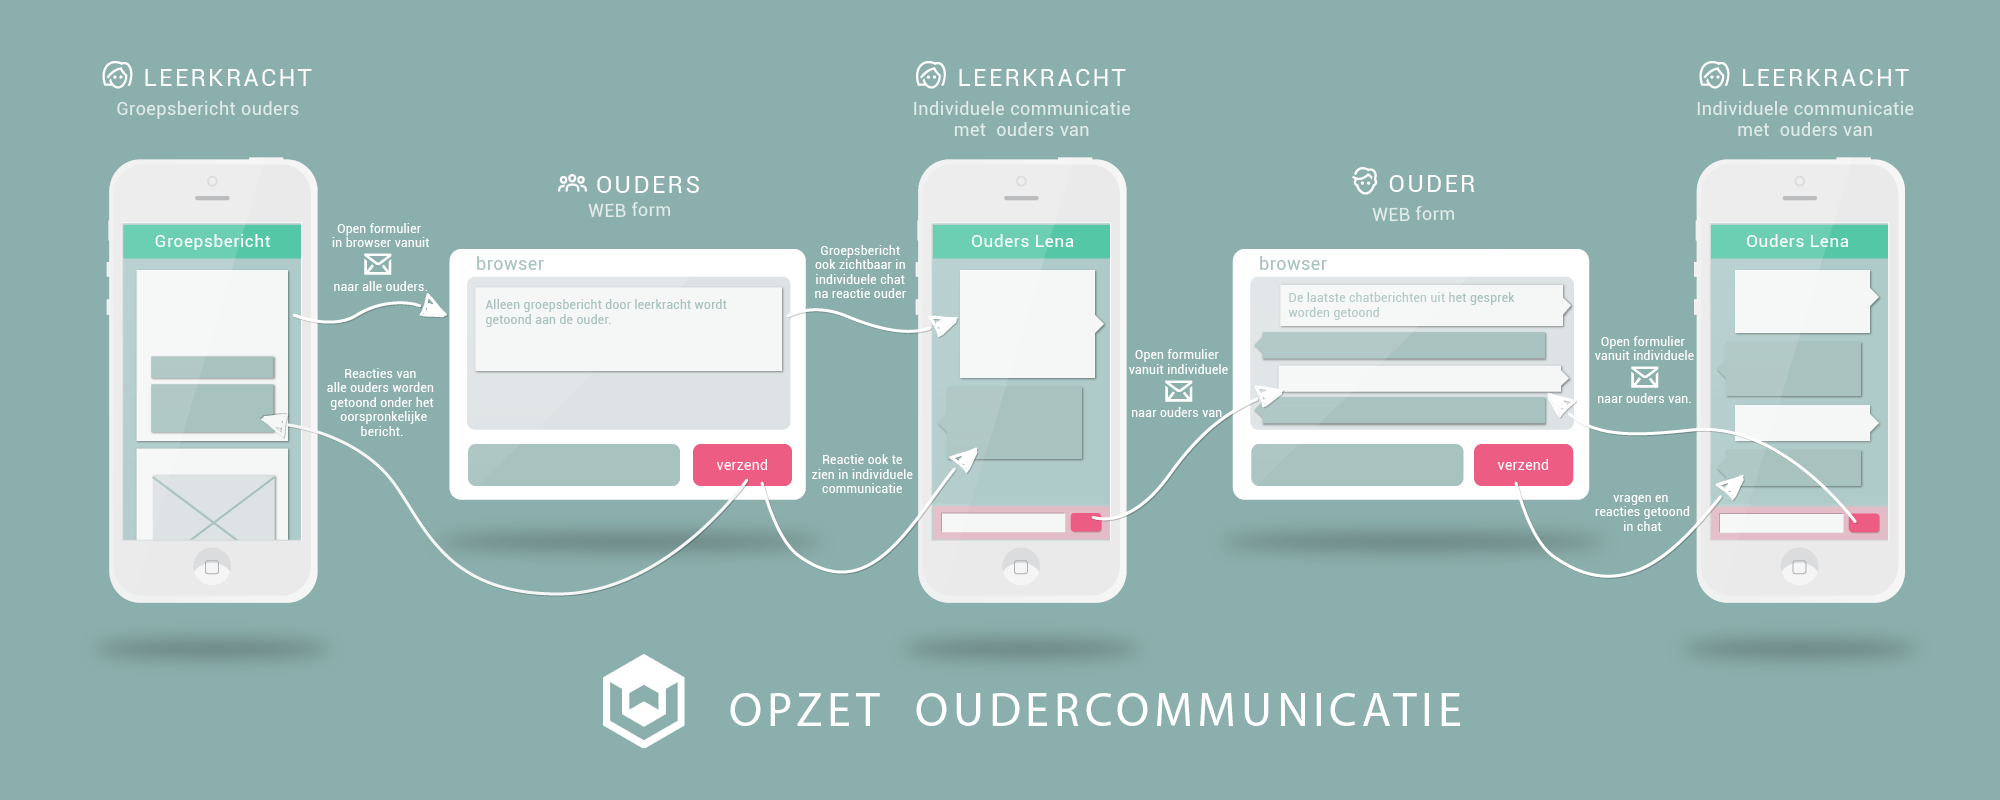 LEERKRACHT
Groepsbericht ouders
Groepsbericht
Open formulier
in browser vanuit
naar alle ouders.
Reacties van
alle ouders worden
getoond onder het
oorspronkelijke
bericht.
OUDERS
WEB form
browser
Alleen groepsbericht door leerkracht wordt
getoond aan de ouder.
verzend
Groepsbericht
ook zichtbaar in
individuele chat
na reactie ouder
Reactie ook te
zien in individuele
communicatie
LEERKRACHT
Individuele communicatie
met ouders van
Ouders Lena
Open formulier
vanuit individuele
naar ouders van
OUDER
WEB form
browser
De laatste chatberichten uit het gesprek
worden getoond
verzend
Open formulier
vanuit individuele
naar ouders van.
vragen en
reacties getoond
in chat
LEERKRACHT
Individuele communicatie
met ouders van
Ouders Lena
OPZET OUDERCOMMUNICATIE